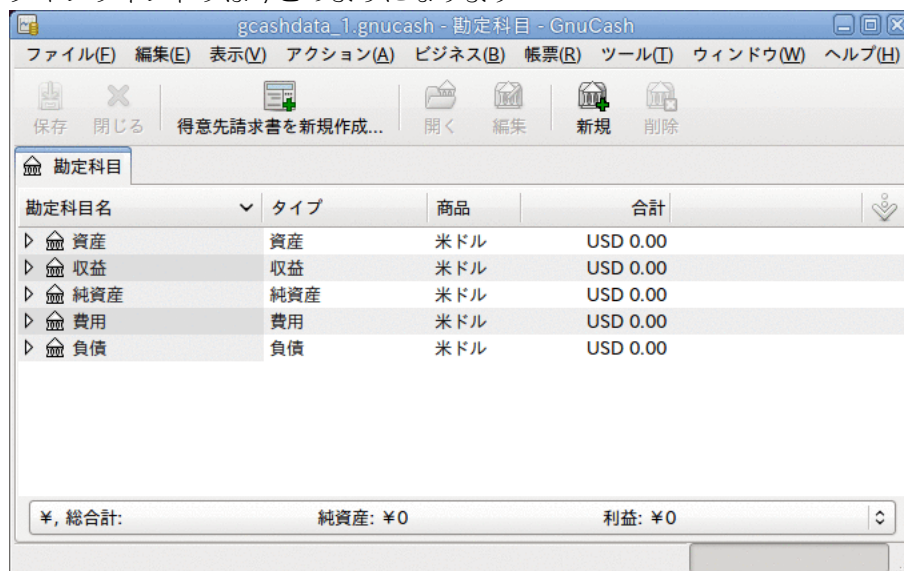 gcashdata_1.gnucash - 勘定科目 - GnuCash
ファイル(F) 編集(E) 表示(V) アクション(A) ビジネス(B) 帳票(R) ツール(T) ウィンドウ(W) ヘルプ(H)
保存 閉じる 得意先請求書を新規作成... 開く 編集 新規 削除
勘定科目
勘定科目名 タイプ 商品 合計
資産 資産 米ドル USD 0.00
収益 収益 米ドル USD 0.00
純資産 純資産 米ドル USD 0.00
費用 費用 米ドル USD 0.00
負債 負債 米ドル USD 0.00
¥, 総合計: 純資産: ¥0 利益: ¥0